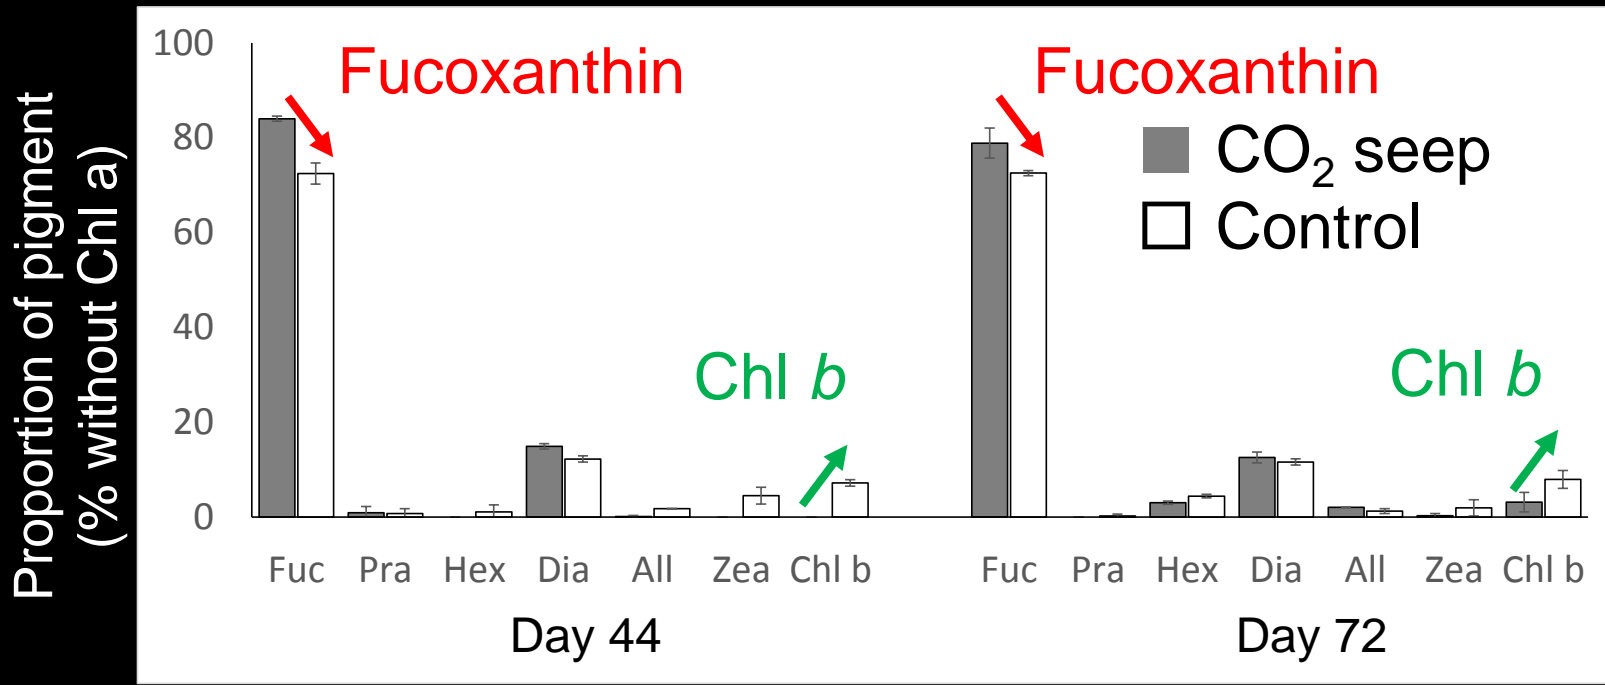 Proportion of pigment
(% without Chl a)
100
80
60
40
20
0
Fucoxanthin
Chl b
Fucoxanthin
CO₂ seep
Control
Chl b
Fuc Pra Hex Dia All Zea Chl b
Fuc Pra Hex Dia All Zea Chl b
Day 44
Day 72